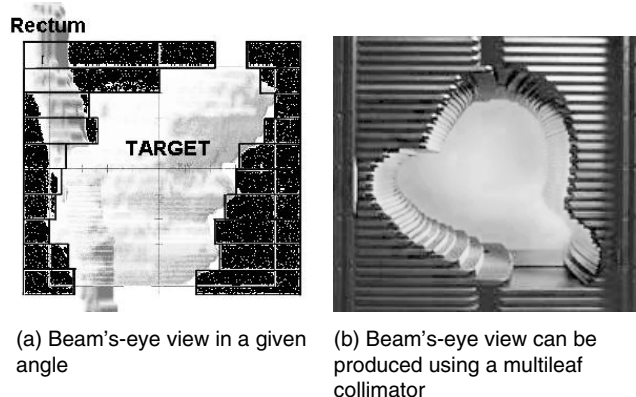 Rectum
TARGET
(a) Beam's-eye view in a given
angle
(b) Beam's-eye view can be
produced using a multileaf
collimator